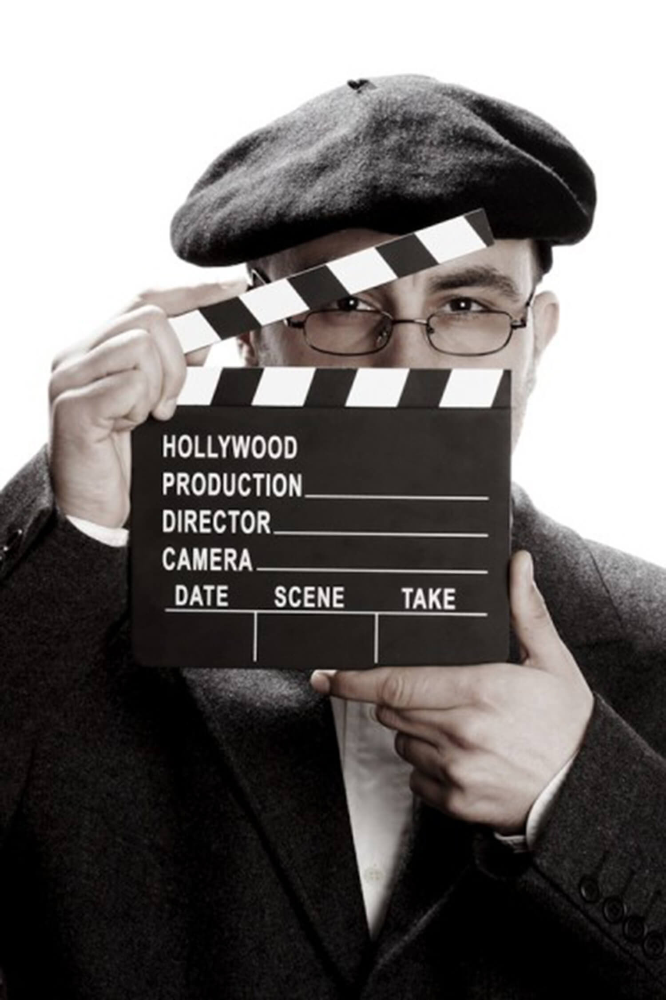 HOLLYWOOD
PRODUCTION
DIRECTOR
CAMERA
DATE SCENE TAKE